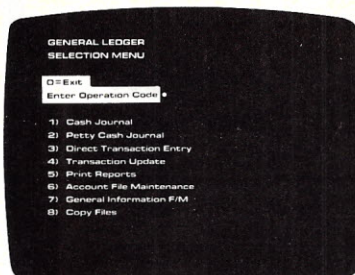 GENERAL LEDGER
SELECTION MENU
0=Exit
Enter Operation Code
1) Cash Journal
2) Petty Cash Journal
3) Direct Transaction Entry
4) Transaction Update
5) Print Reports
6) Account File Maintenance
7) General Information F/M
8) Copy Files